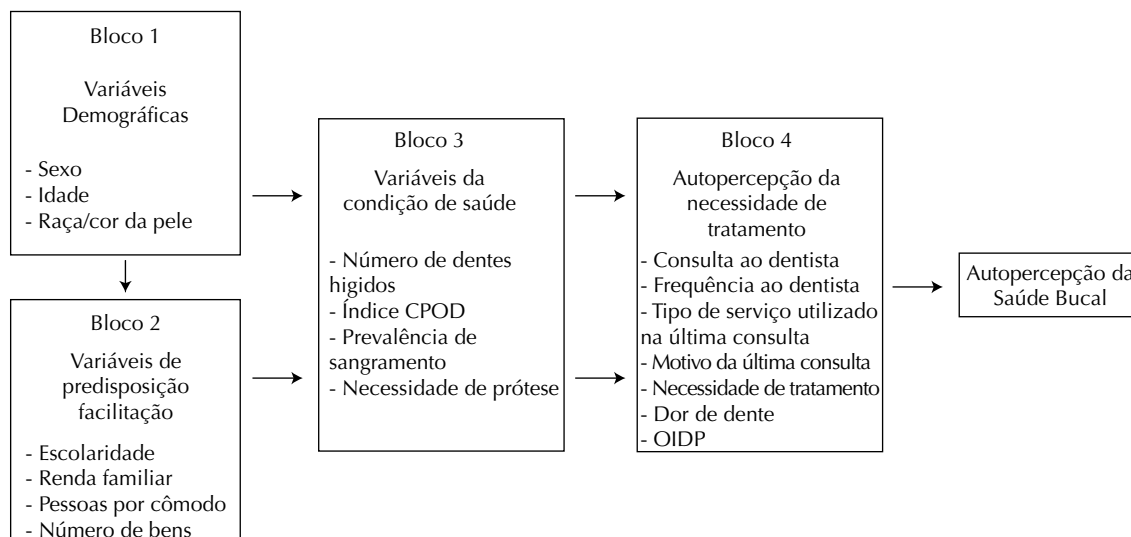 Bloco 1
Variáveis
Demográficas
- Sexo
- Idade
- Raça/cor da pele
Bloco 2
Variáveis de
predisposição
facilitação
- Escolaridade
- Renda familiar
- Pessoas por cômodo
- Número de bens
Bloco 3
Variáveis da
condição de saúde
- Número de dentes
higidos
- Índice CPOD
- Prevalência de
sangramento
- Necessidade de prótese
Bloco 4
Autopercepção da
necessidade de
tratamento
- Consulta ao dentista
- Frequência ao dentista
- Tipo de serviço utilizado
na última consulta
- Motivo da última consulta
- Necessidade de tratamento
- Dor de dente
- OIDP
Autopercepção da
Saúde Bucal